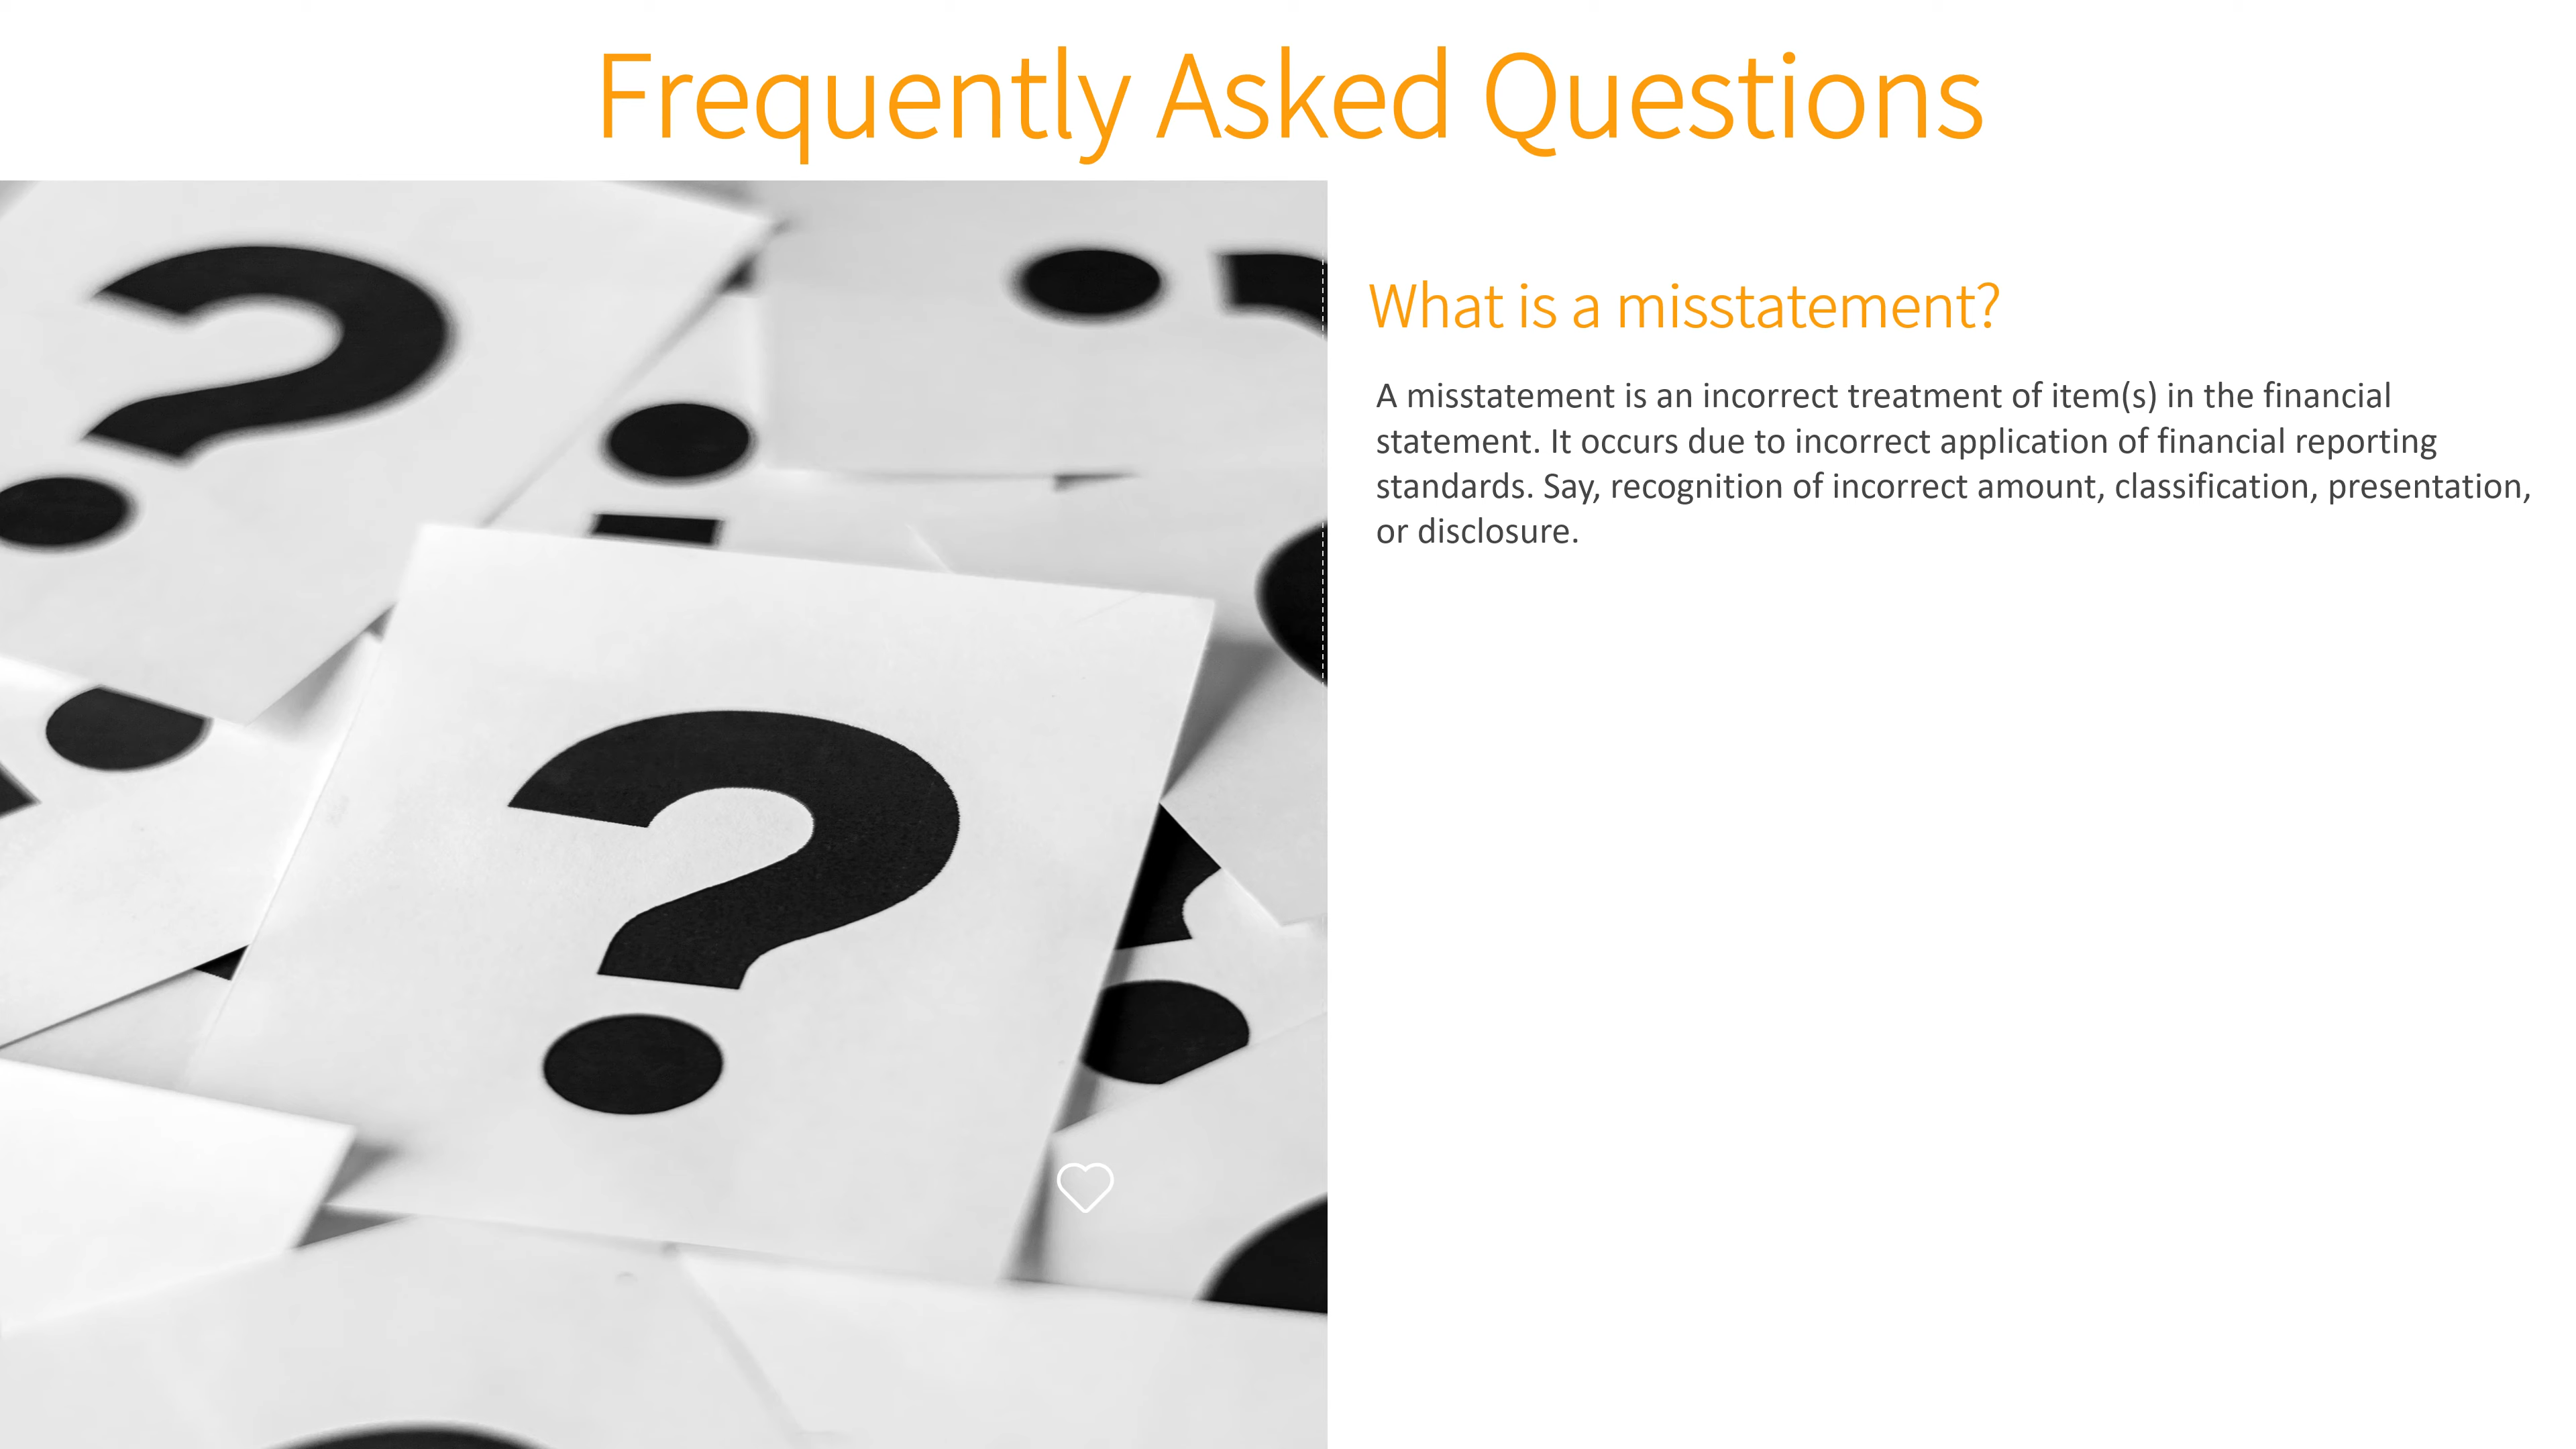 Frequently Asked Questions
What is a misstatement?
A misstatement is an incorrect treatment of item(s) in the financial
statement. It occurs due to incorrect application of financial reporting
standards. Say, recognition of incorrect amount, classification, presentation,
or disclosure.
?
?